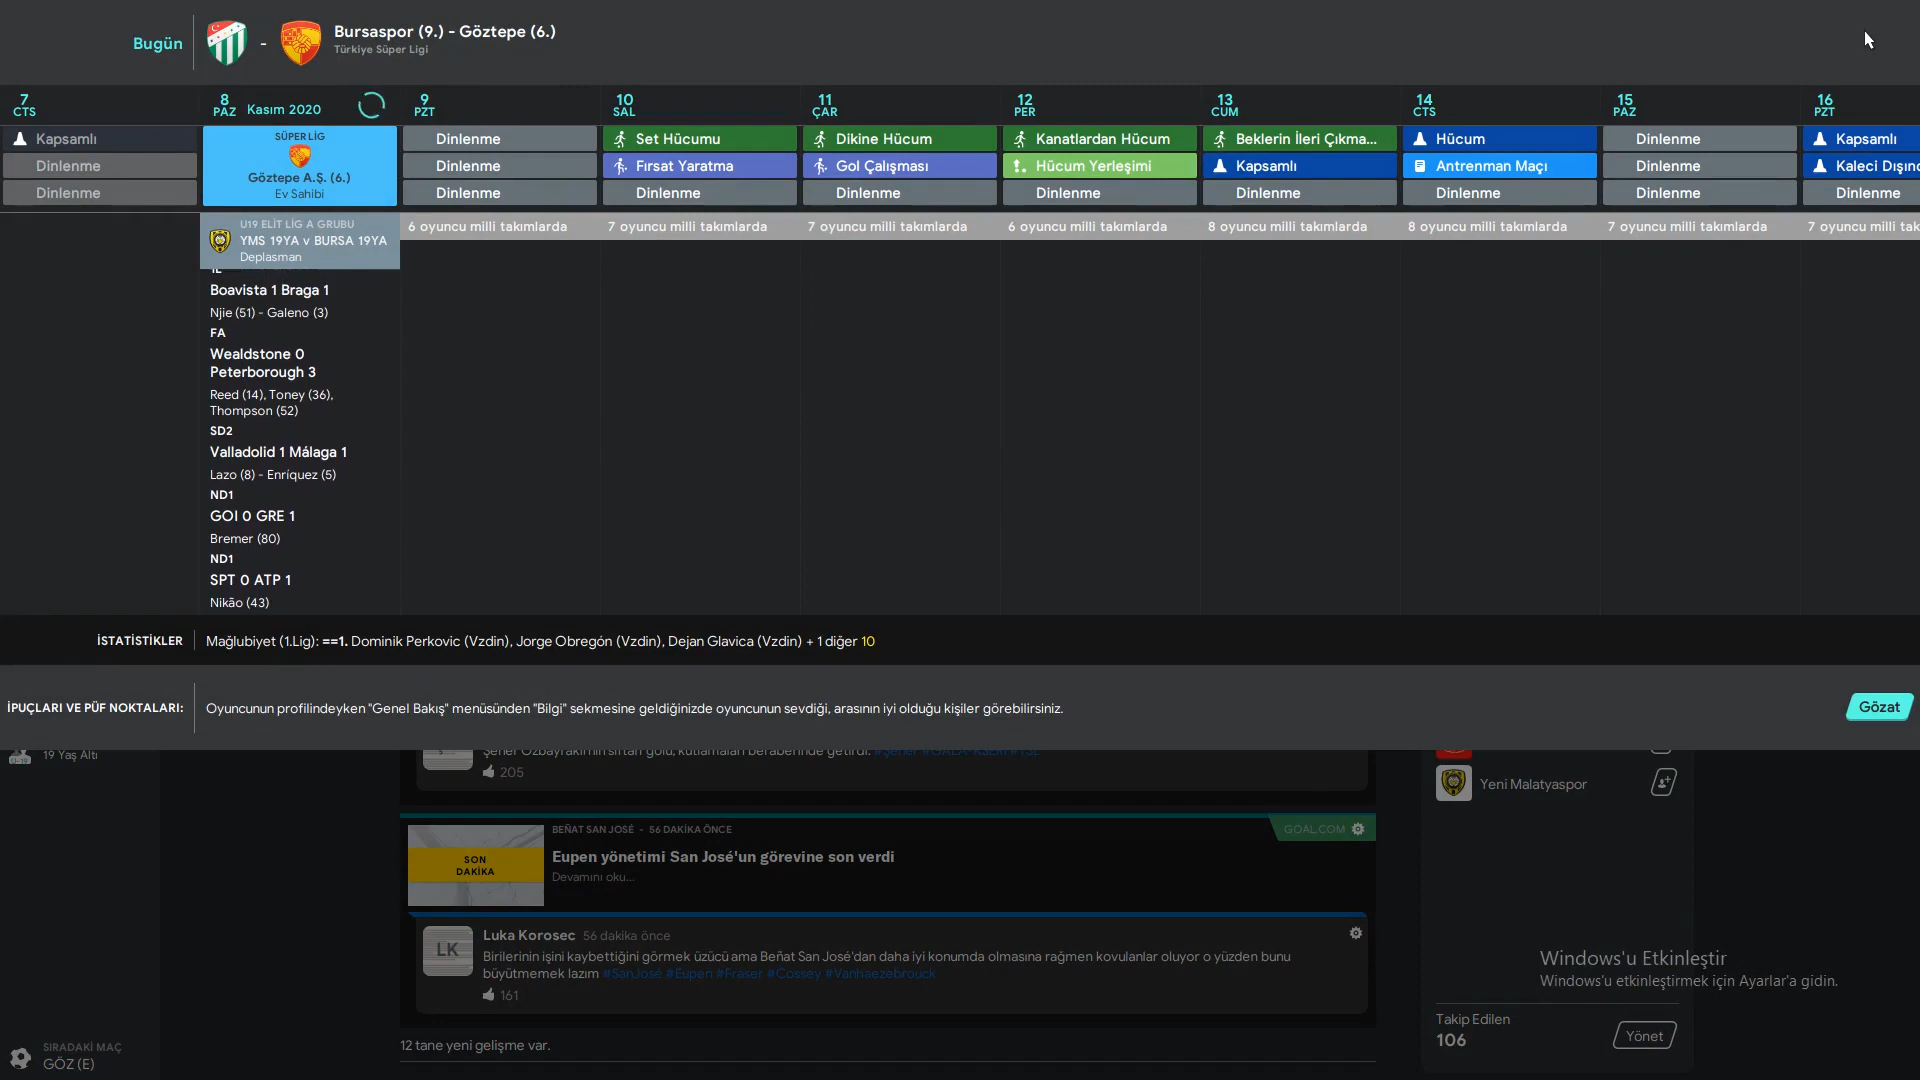 Bugün
-
Bursaspor (9.) - Göztepe (6.)
Türkiye Süper Ligi
7
CTS
8
PAZ Kasım 2020
9
PZT
10
SAL
11
ÇAR
12
PER
13
CUM
14
CTS
15
PAZ
16
PZT
Kapsamlı
Dinlenme
Dinlenme
SÜPER LİG
Göztepe A.Ş. (6.)
Ev Sahibi
Dinlenme
Dinlenme
Dinlenme
Set Hücumu
Fırsat Yaratma
Dinlenme
Dikine Hücum
Gol Çalışması
Dinlenme
Kanatlardan Hücum
Hücum Yerleşimi
Dinlenme
Beklerin İleri Çıkma...
Kapsamlı
Dinlenme
Hücum
Antrenman Maçı
Dinlenme
Dinlenme
Dinlenme
Dinlenme
Kapsamlı
Kaleci Dışınd
Dinlenme
U19 ELİT LİG A GRUBU
YMS 19YA v BURSA 19YA
Deplasman
6 oyuncu milli takımlarda
7 oyuncu milli takımlarda
7 oyuncu milli takımlarda
6 oyuncu milli takımlarda
8 oyuncu milli takımlarda
8 oyuncu milli takımlarda
7 oyuncu milli takımlarda
7 oyuncu milli tak
Boavista 1 Braga 1
Njie (51) - Galeno (3)
FA
Wealdstone 0
Peterborough 3
Reed (14), Toney (36),
Thompson (52)
SD2
Valladolid 1 Málaga 1
Lazo (8) - Enríquez (5)
ND1
GOI 0 GRE 1
Bremer (80)
ND1
SPT 0 ATP 1
Nikão (43)
İSTATİSTİKLER
Mağlubiyet (1.Lig): ==1. Dominik Perkovic (Vzdin), Jorge Obregón (Vzdin), Dejan Glavica (Vzdin) + 1 diğer 10
İPUÇLARI VE PÜF NOKTALARI:
Oyuncunun profilindeyken "Genel Bakış" menüsünden "Bilgi" sekmesine geldiğinizde oyuncunun sevdiği, arasının iyi olduğu kişiler görebilirsiniz.
Gözat
19 Yaş Altı
205
Yeni Malatyaspor
BEÑAT SAN JOSÉ - 56 DAKİKA ÖNCE
GOAL.COM
SON
DAKİKA
Eupen yönetimi San José'un görevine son verdi
Devamını oku...
LK
Luka Korosec 56 dakika önce
Birilerinin işini kaybettiğini görmek üzücü ama Beñat San José'dan daha iyi konumda olmasına rağmen kovulanlar oluyor o yüzden bunu
büyütmemek lazım #SanJosé #Eupen #Fraser #Cossey #Vanhaezebrouck
161
12 tane yeni gelişme var.
Windows'u Etkinleştir
Windows'u etkinleştirmek için Ayarlar'a gidin.
Takip Edilen
106
Yönet
SIRADAKİ MAÇ
GÖZ (E)